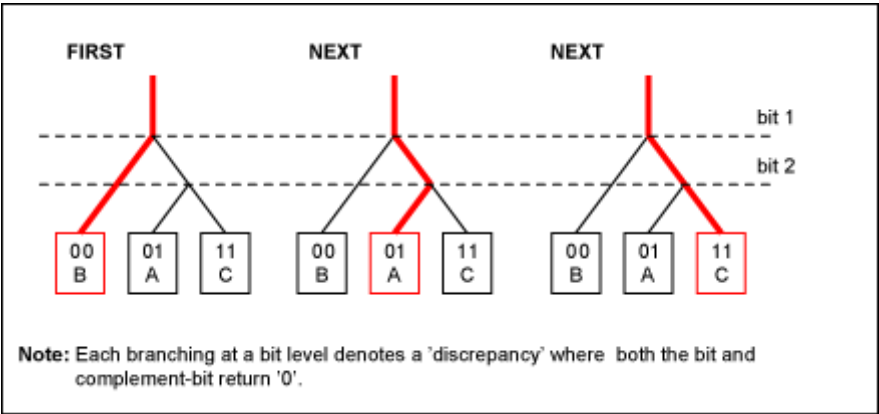 FIRST NEXT NEXT
bit 1
bit 2
00 01 11 00 01 11 00 01 11
B A C B A C B A C
Note: Each branching at a bit level denotes a ’discrepancy’ where both the bit and
complement-bit return ’0’.